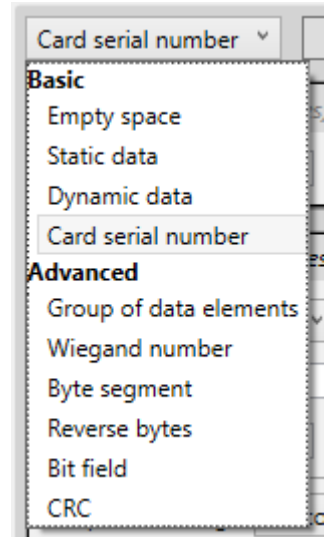 Card serial number
Basic
Empty space
Static data
Dynamic data
Card serial number
Advanced
Group of data elements
Wiegand number
Byte segment
Reverse bytes
Bit field
CRC